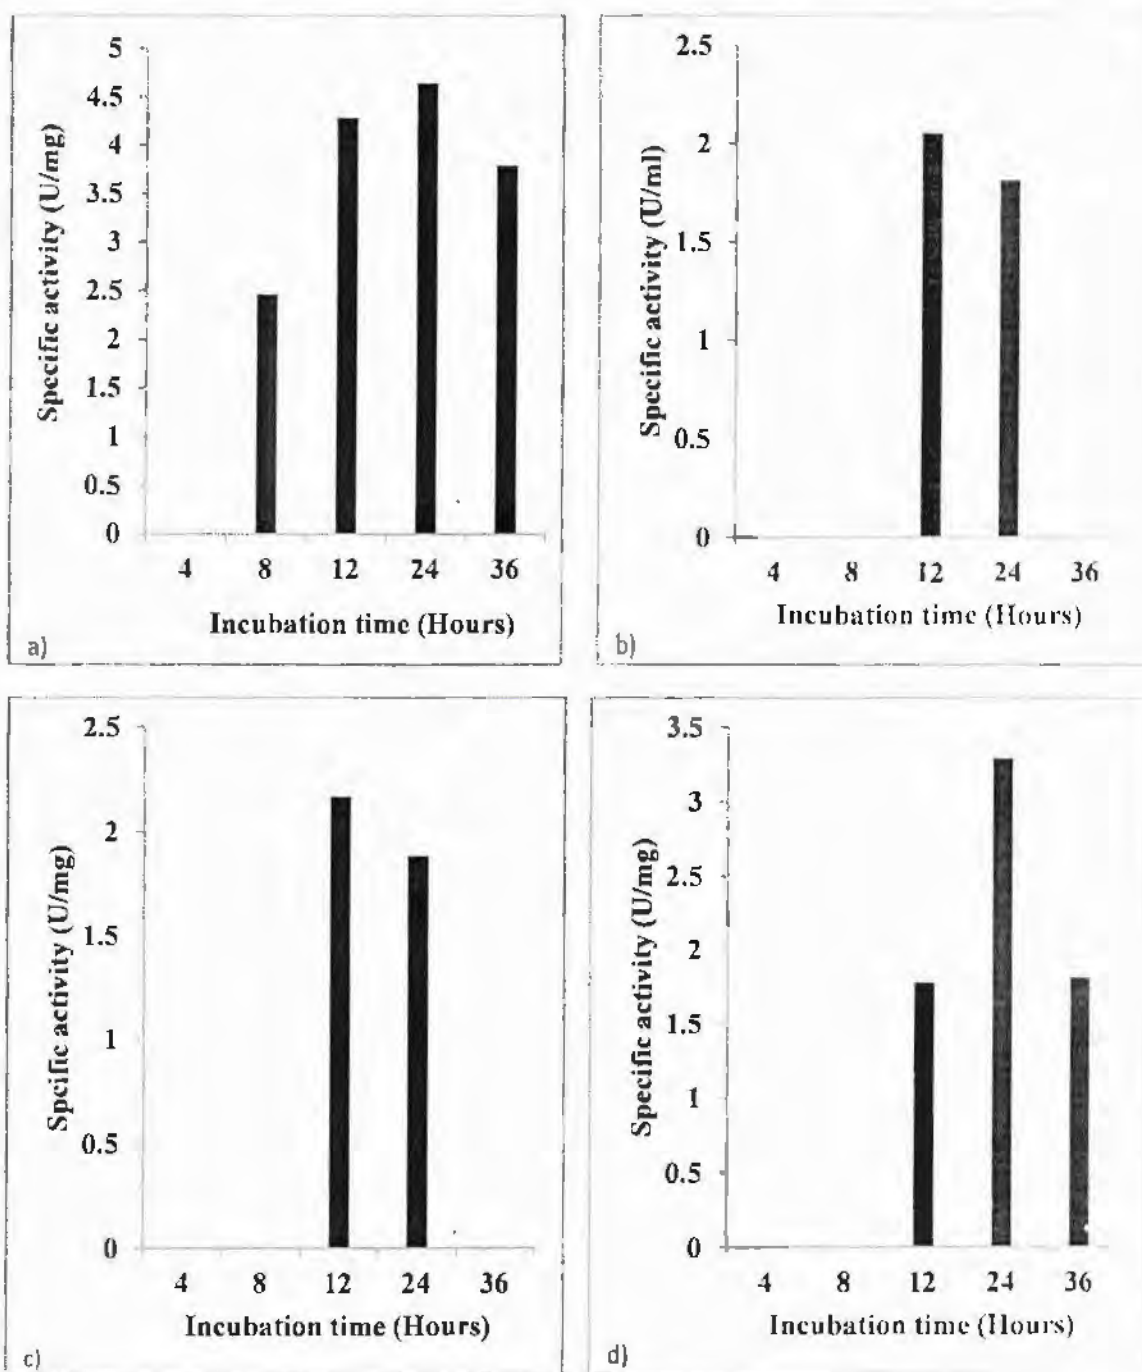 Specific activity (U/mg)
5
4.5
4
3.5
3
2.5
2
1.5
1
0.5
0
4 8 12 24 36
Incubation time (Hours)
a)
Specific activity (U/ml)
2.5
2
1.5
1
0.5
0
4 8 12 24 36
Incubation time (Hours)
b)
Spcific activity (U/mg)
2.5
2
1.5
1
0.5
0
4 8 12 24 36
Incubation time (Hours)
c)
Specific activity (U/mg)
3.5
3
2.5
2
1.5
1
0.5
0
4 8 12 24 36
Incubation time (Hours)
d)